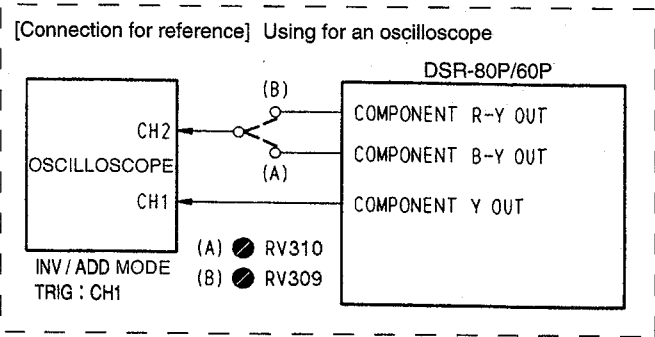 [Connection for reference] Using for an oscilloscope
DSR-80P/60P
(B)
COMPONENT R-Y OUT
CH2
COMPONENT B-Y OUT
OSCILLOSCOPE
(A)
CH1
COMPONENT Y OUT
(A) RV310
INV / ADD MODE
(B) RV309
TRIG : CH1